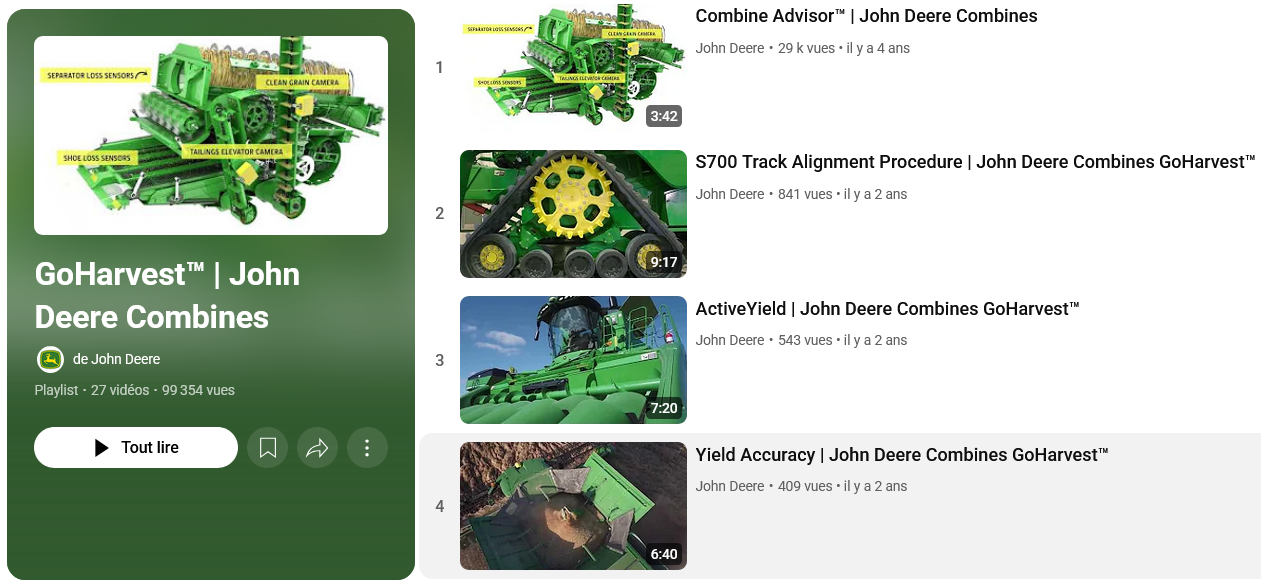 SEPARATOR LOSS SENSORS
CLEAN GRAIN CAMERA
SHOE LOSS SENSORS
TAILINGS ELEVATOR CAMERA
GoHarvest™ | John
Deere Combines
de John Deere
Playlist • 27 vidéos • 99 354 vues
Tout lire
1
SEPARATOR LOSS SENSORS
CLEAN GRAIN CAMERA
SHOE LOSS SENSORS
TAILINGS ELEVATOR CAMERA
3:42
Combine Advisor™ | John Deere Combines
John Deere • 29 k vues • il y a 4 ans
2
9:17
S700 Track Alignment Procedure | John Deere Combines GoHarvest™
John Deere • 841 vues • il y a 2 ans
3
7:20
ActiveYield | John Deere Combines GoHarvest™
John Deere • 543 vues • il y a 2 ans
4
6:40
Yield Accuracy | John Deere Combines GoHarvest™
John Deere • 409 vues • il y a 2 ans